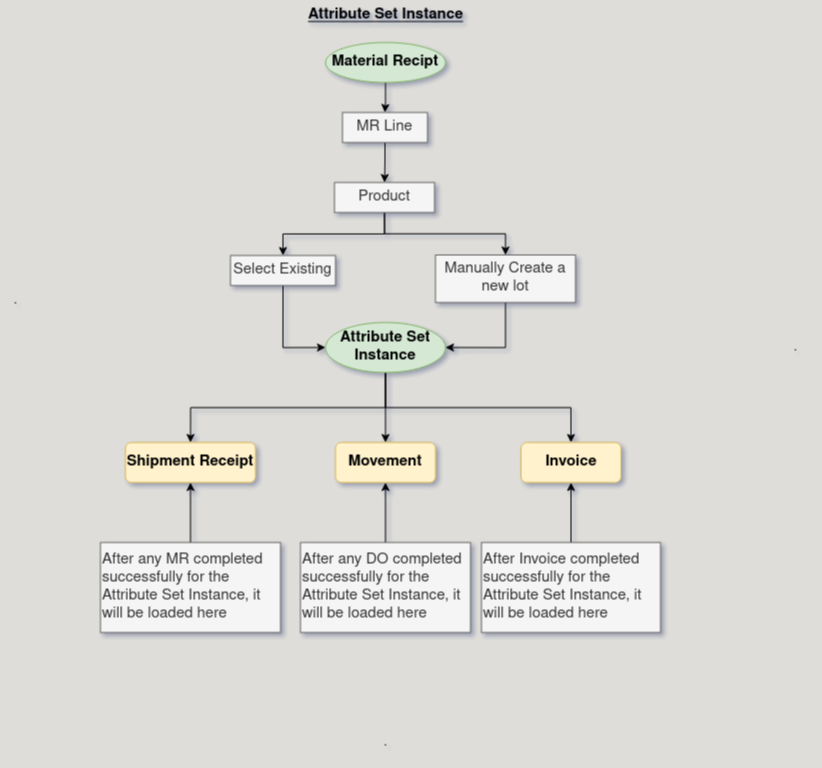 Attribute Set Instance
Material Recipt
MR Line
Product
Select Existing
Manually Create a
new lot
Attribute Set
Instance
Shipment Receipt
Movement
Invoice
After any MR completed
successfully for the
Attribute Set Instance, it
will be loaded here
After any DO completed
successfully for the
Attribute Set Instance, it
will be loaded here
After Invoice completed
successfully for the
Attribute Set Instance, it
will be loaded here